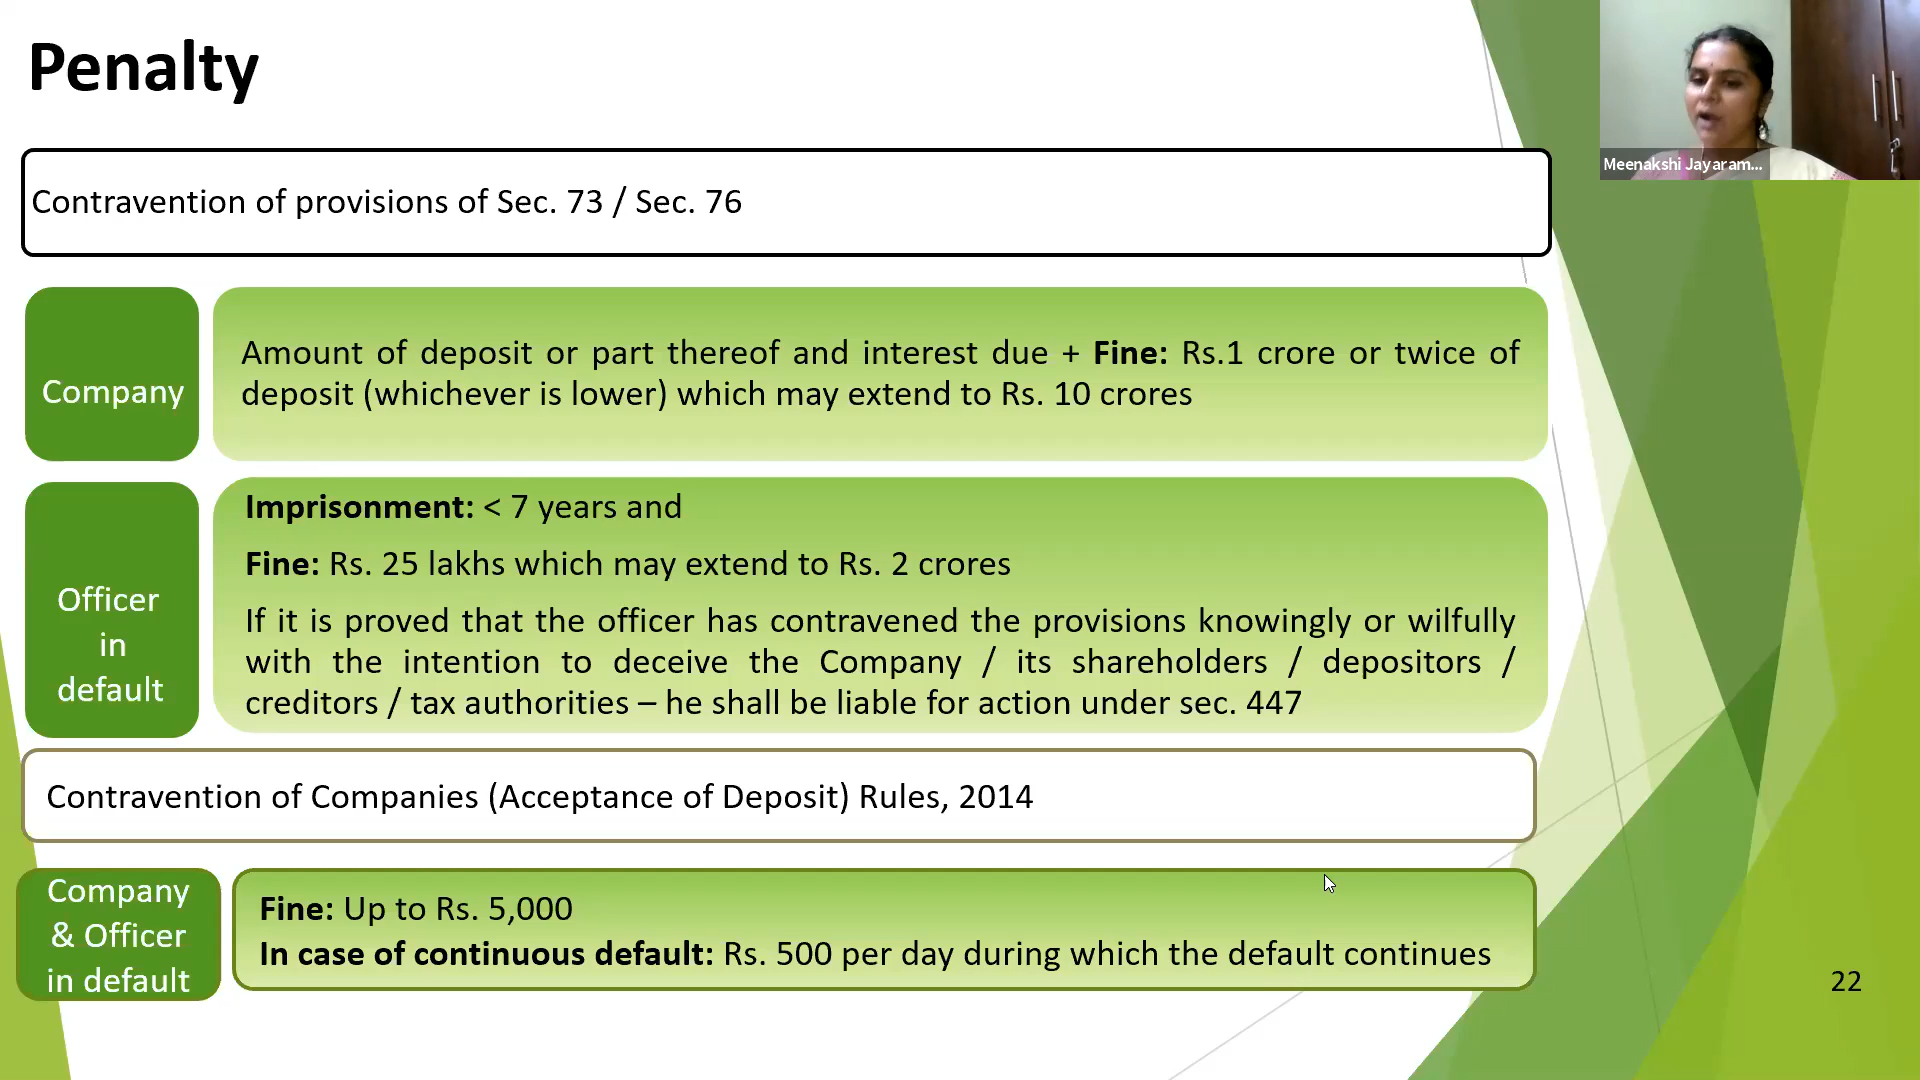 Penalty
Meenakshi Jayaram...
Contravention of provisions of Sec. 73 / Sec. 76
Company
Amount of deposit or part thereof and interest due + Fine: Rs.1 crore or twice of
deposit (whichever is lower) which may extend to Rs. 10 crores
Officer
in
default
Imprisonment: < 7 years and
Fine: Rs. 25 lakhs which may extend to Rs. 2 crores
If it is proved that the officer has contravened the provisions knowingly or wilfully
with the intention to deceive the Company / its shareholders / depositors /
creditors / tax authorities – he shall be liable for action under sec. 447
Contravention of Companies (Acceptance of Deposit) Rules, 2014
Company
& Officer
in default
Fine: Up to Rs. 5,000
In case of continuous default: Rs. 500 per day during which the default continues
22